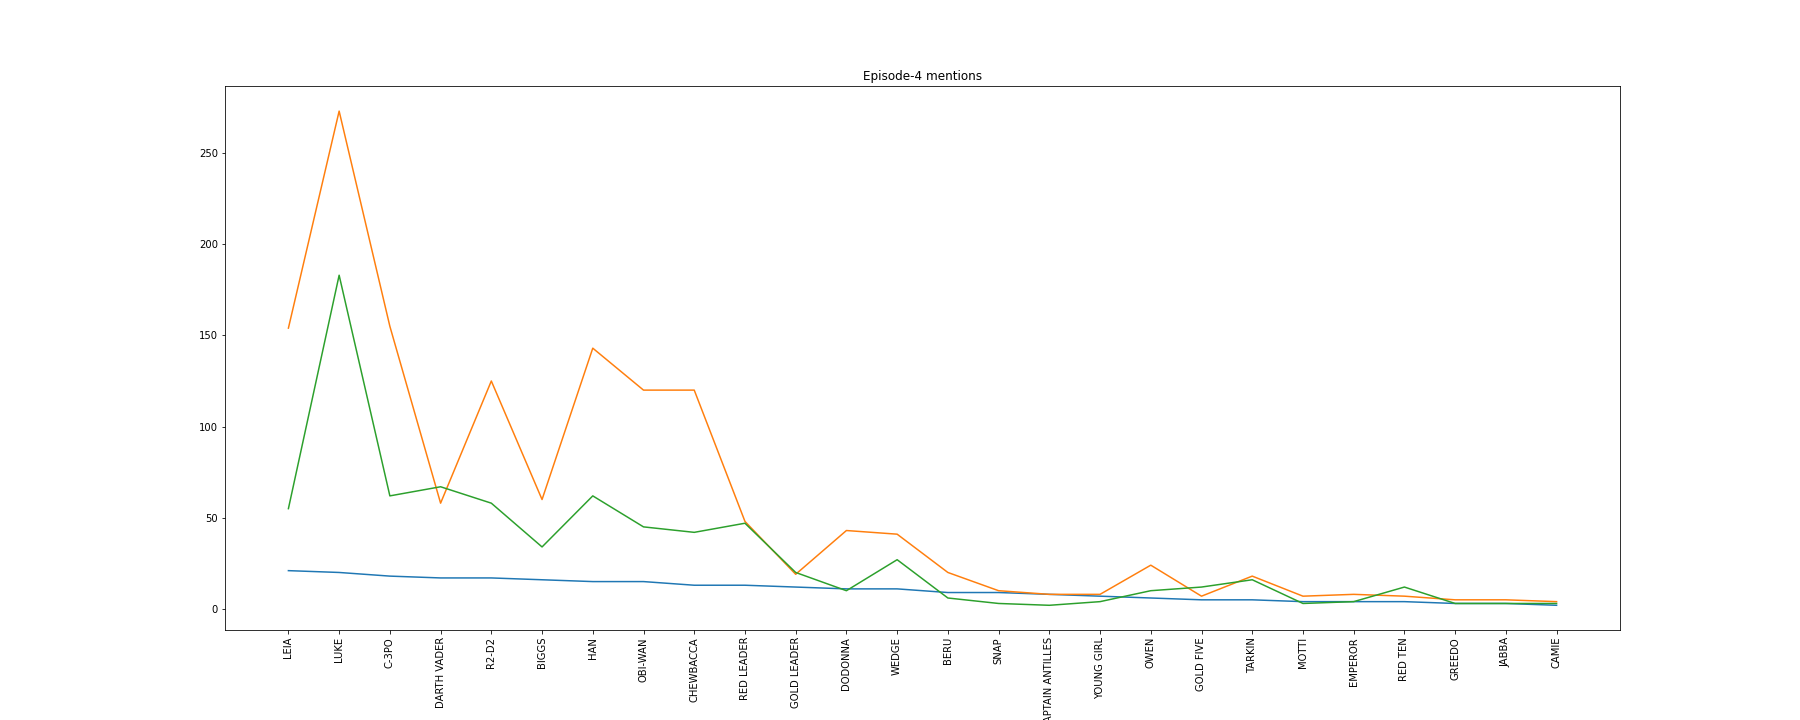 Episode-4 mentions
250
200
150
100
50
0
LEIA
LUKE
C-3PO
DARTH VADER
R2-D2
BIGGS
HAN
OBI-WAN
CHEWBACCA
RED LEADER
GOLD LEADER
DODONNA
WEDGE
BERU
SNAP
APTAIN ANTILLES
YOUNG GIRL
OWEN
GOLD FIVE
TARKIN
MOTTI
EMPEROR
RED TEN
GREEDO
JABBA
CAMIE